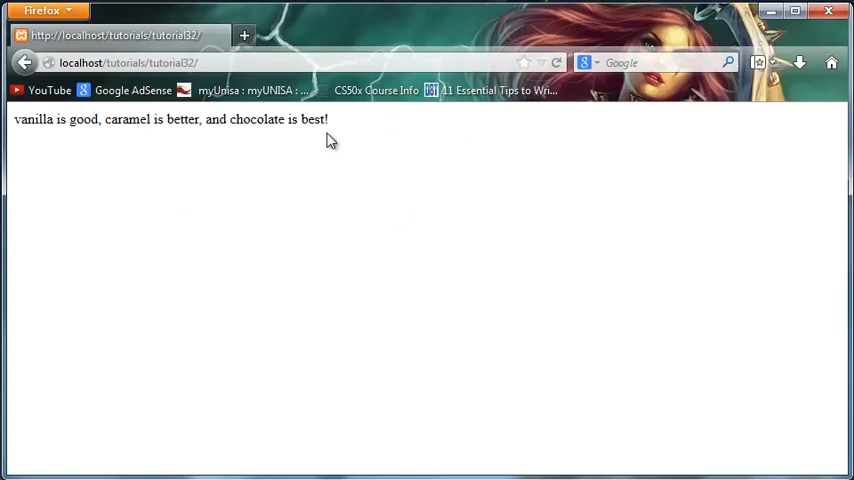 Firefox
http://localhost/tutorials/tutorial32/
localhost/tutorials/tutorial32/
Google
YouTube
Google AdSense
myUnisa : myUNISA : ...
CS50x Course Info
11 Essential Tips to Wri...
vanilla is good, caramel is better, and chocolate is best!